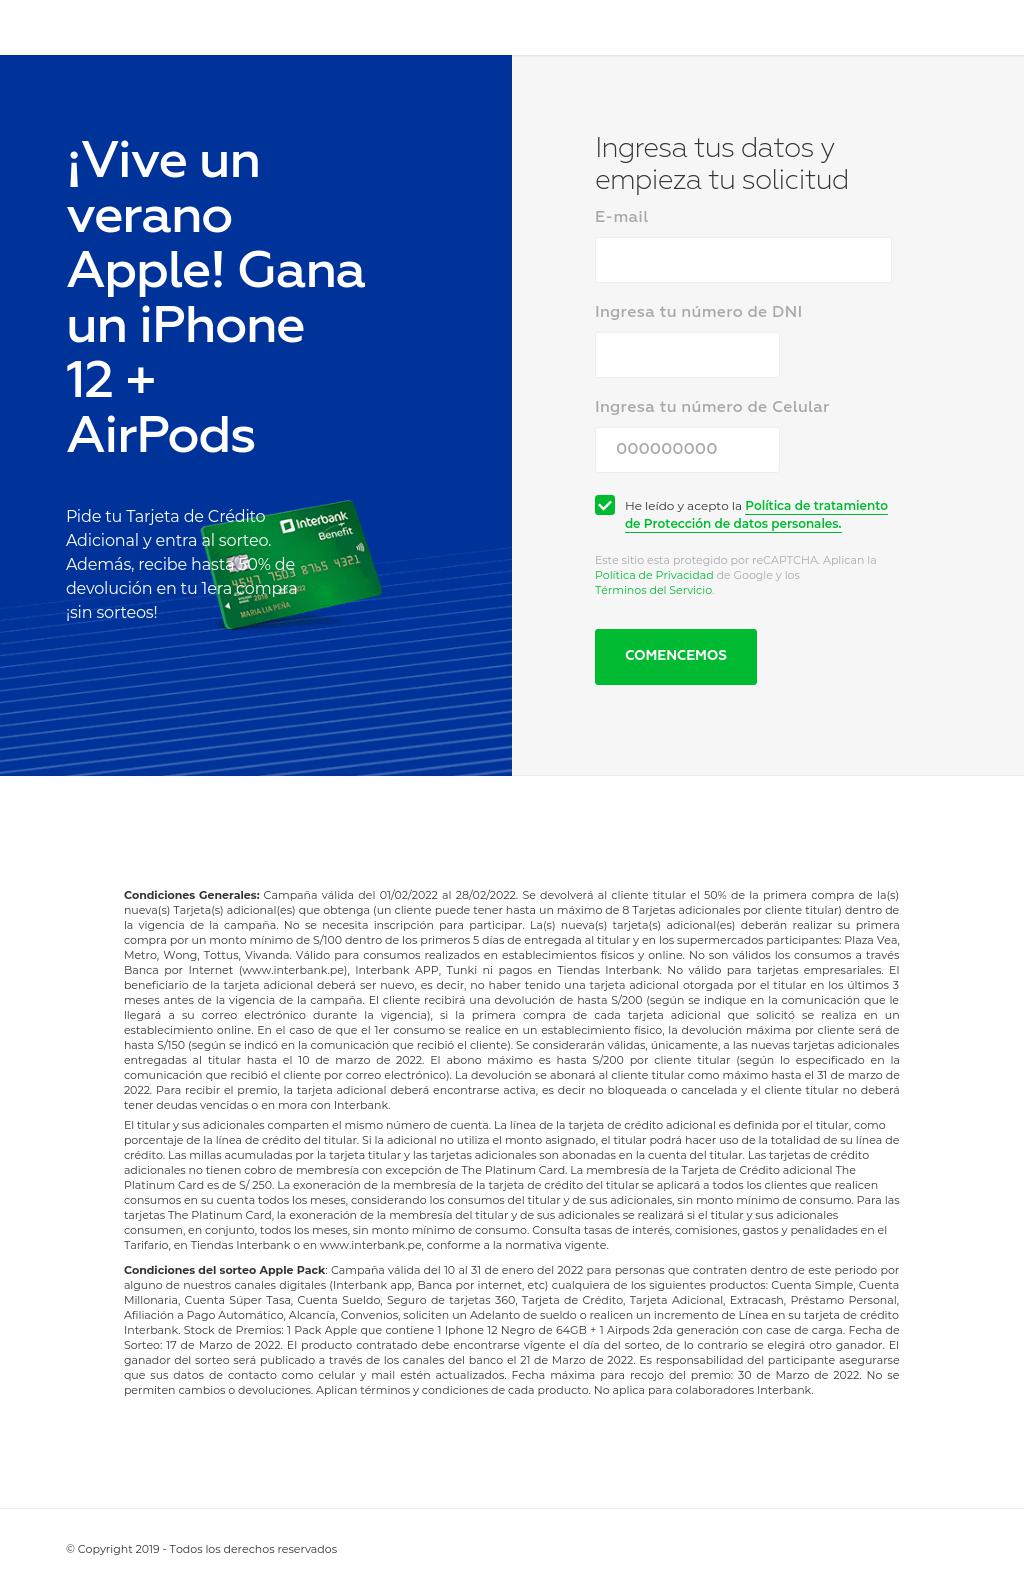 ¡Vive un
verano
Apple! Gana
un iPhone
12 +
AirPods
Pide tu Tarjeta de Crédito
Adicional y entra al sorteo.
Además, recibe hasta 50% de
devolución en tu 1era compra
¡sin sorteos!
Interbank
Benefit
4547 7503 8765 4321
MARIA LIA PEÑA
Ingresa tus datos y
empieza tu solicitud
E-mail
Ingresa tu número de DNI
Ingresa tu número de Celular
000000000
He leído y acepto la Política de tratamiento
de Protección de datos personales.
Este sitio esta protegido por reCAPTCHA. Aplican la
Política de Privacidad de Google y los
Términos del Servicio.
COMENCEMOS
Condiciones Generales: Campaña válida del 01/02/2022 al 28/02/2022. Se devolverá al cliente titular el 50% de la primera compra de la(s)
nueva(s) Tarjeta(s) adicional(es) que obtenga (un cliente puede tener hasta un máximo de 8 Tarjetas adicionales por cliente titular) dentro de
la vigencia de la campaña. No se necesita inscripción para participar. La(s) nueva(s) tarjeta(s) adicional(es) deberán realizar su primera
compra por un monto mínimo de S/100 dentro de los primeros 5 días de entregada al titular y en los supermercados participantes: Plaza Vea,
Metro, Wong, Tottus, Vivanda. Válido para consumos realizados en establecimientos físicos y online. No son válidos los consumos a través
Banca por Internet (www.interbank.pe), Interbank APP, Tunki ni pagos en Tiendas Interbank. No válido para tarjetas empresariales. El
beneficiario de la tarjeta adicional deberá ser nuevo, es decir, no haber tenido una tarjeta adicional otorgada por el titular en los últimos 3
meses antes de la vigencia de la campaña. El cliente recibirá una devolución de hasta S/200 (según se indique en la comunicación que le
llegará a su correo electrónico durante la vigencia), si la primera compra de cada tarjeta adicional que solicitó se realiza en un
establecimiento online. En el caso de que el 1er consumo se realice en un establecimiento físico, la devolución máxima por cliente será de
hasta S/150 (según se indicó en la comunicación que recibió el cliente). Se considerarán válidas, únicamente, a las nuevas tarjetas adicionales
entregadas al titular hasta el 10 de marzo de 2022. El abono máximo es hasta S/200 por cliente titular (según lo especificado en la
comunicación que recibió el cliente por correo electrónico). La devolución se abonará al cliente titular como máximo hasta el 31 de marzo de
2022. Para recibir el premio, la tarjeta adicional deberá encontrarse activa, es decir no bloqueada o cancelada y el cliente titular no deberá
tener deudas vencidas o en mora con Interbank.
El titular y sus adicionales comparten el mismo número de cuenta. La línea de la tarjeta de crédito adicional es definida por el titular, como
porcentaje de la línea de crédito del titular. Si la adicional no utiliza el monto asignado, el titular podrá hacer uso de la totalidad de su línea de
crédito. Las millas acumuladas por la tarjeta titular y las tarjetas adicionales son abonadas en la cuenta del titular. Las tarjetas de crédito
adicionales no tienen cobro de membresía con excepción de The Platinum Card. La membresía de la Tarjeta de Crédito adicional The
Platinum Card es de S/ 250. La exoneración de la membresía de la tarjeta de crédito del titular se aplicará a todos los clientes que realicen
consumos en su cuenta todos los meses, considerando los consumos del titular y de sus adicionales, sin monto mínimo de consumo. Para las
tarjetas The Platinum Card, la exoneración de la membresía del titular y de sus adicionales se realizará si el titular y sus adicionales
consumen, en conjunto, todos los meses, sin monto mínimo de consumo. Consulta tasas de interés, comisiones, gastos y penalidades en el
Tarifario, en Tiendas Interbank o en www.interbank.pe, conforme a la normativa vigente.
Condiciones del sorteo Apple Pack: Campaña válida del 10 al 31 de enero del 2022 para personas que contraten dentro de este periodo por
alguno de nuestros canales digitales (Interbank app, Banca por internet, etc) cualquiera de los siguientes productos: Cuenta Simple, Cuenta
Millonaria, Cuenta Súper Tasa, Cuenta Sueldo, Seguro de tarjetas 360, Tarjeta de Crédito, Tarjeta Adicional, Extracash, Préstamo Personal,
Afiliación a Pago Automático, Alcancía, Convenios, soliciten un Adelanto de sueldo o realicen un incremento de Línea en su tarjeta de crédito
Interbank. Stock de Premios: 1 Pack Apple que contiene 1 Iphone 12 Negro de 64GB + 1 Airpods 2da generación con case de carga. Fecha de
Sorteo: 17 de Marzo de 2022. El producto contratado debe encontrarse vigente el día del sorteo, de lo contrario se elegirá otro ganador. El
ganador del sorteo será publicado a través de los canales del banco el 21 de Marzo de 2022. Es responsabilidad del participante asegurarse
que sus datos de contacto como celular y mail estén actualizados. Fecha máxima para recojo del premio: 30 de Marzo de 2022. No se
permiten cambios o devoluciones. Aplican términos y condiciones de cada producto. No aplica para colaboradores Interbank.
© Copyright 2019 - Todos los derechos reservados